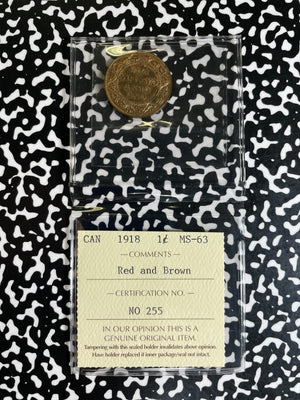 CAN 1918 1¢ MS-63
—COMMENTS—
Red and Brown
—CERTIFICATION NO.—
NO 255
IN OUR OPINION THIS IS A
GENUINE ORIGINAL ITEM.
Tampering with this sealed holder invalidates above opinion.
Have holder replaced if inner package/seal not intact.